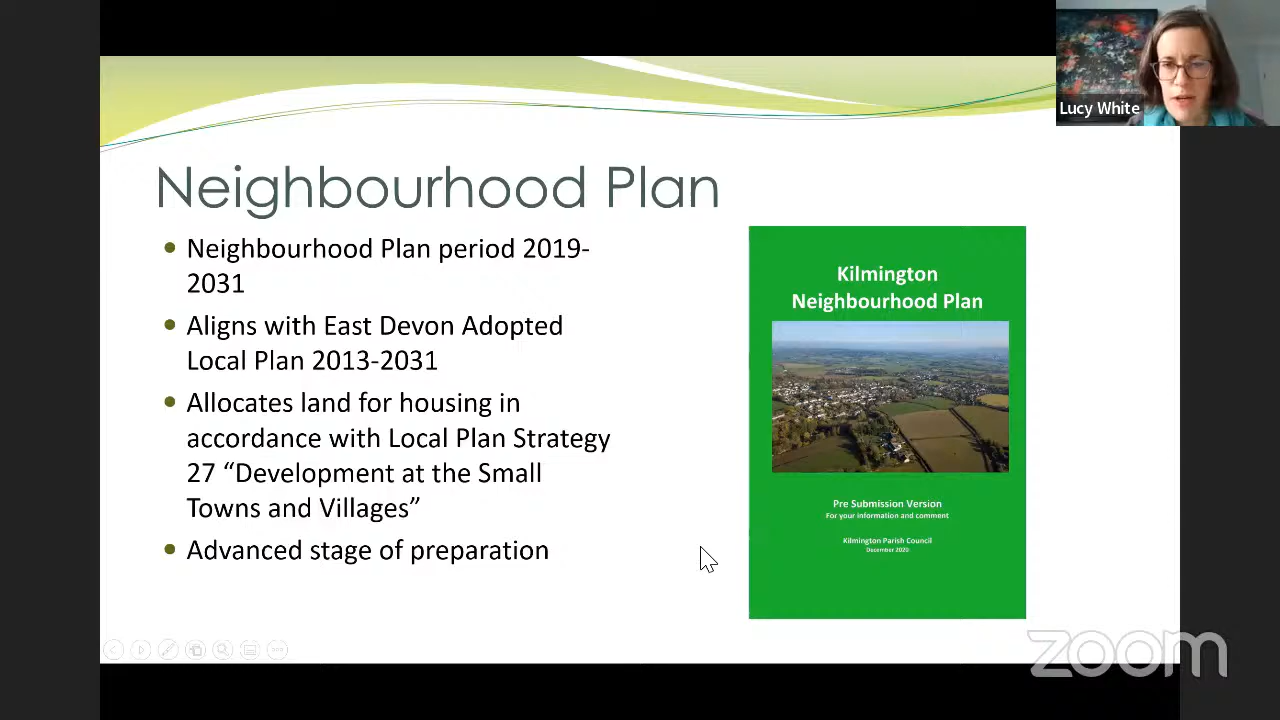 Lucy White
Neighbourhood Plan
Neighbourhood Plan period 2019-
2031
Aligns with East Devon Adopted
Local Plan 2013-2031
Allocates land for housing in
accordance with Local Plan Strategy
27 “Development at the Small
Towns and Villages”
Advanced stage of preparation
Kilmington
Neighbourhood Plan
Pre Submission Version
For your information and comment
Kilmington Parish Council
December 2020
zoom